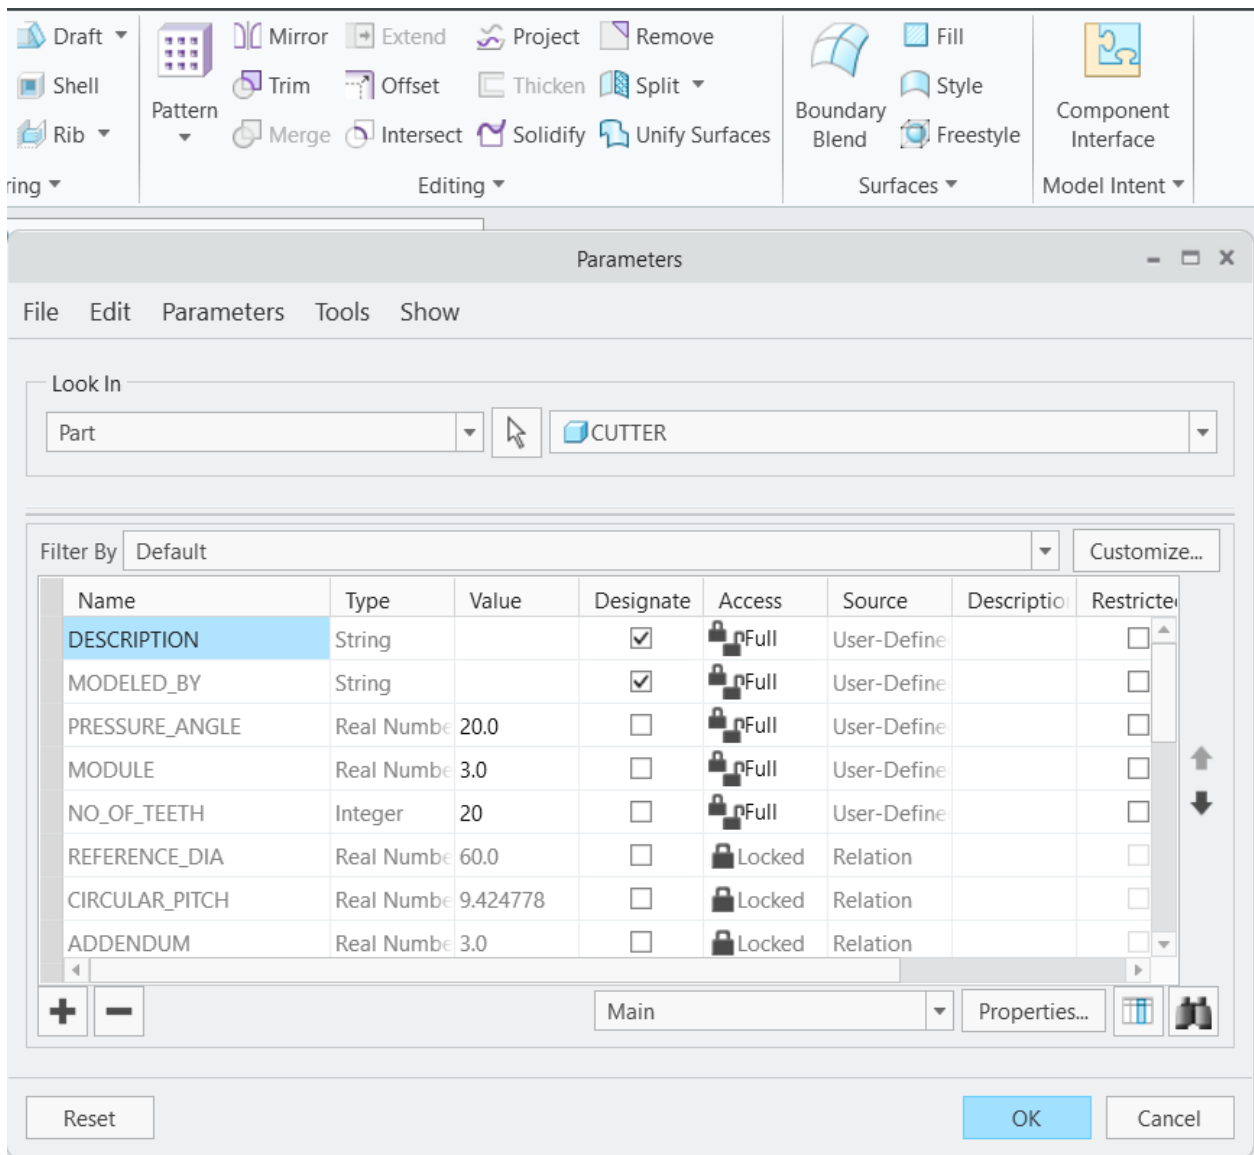 Draft Mirror Extend Project Remove Fill
Shell Trim Offset Thicken Split Style
Pattern Boundary Component
Rib Merge Intersect Solidify Unify Surfaces Blend Freestyle Interface
ring Editing Surfaces Model Intent
Parameters
File Edit Parameters Tools Show
Look In
Part CUTTER
Filter By Default Customize...
Name Type Value Designate Access Source Descriptio Restricte
DESCRIPTION String Full User-Define
MODELED_BY String Full User-Define
PRESSURE_ANGLE Real Numbe 20.0 Full User-Define
MODULE Real Numbe 3.0 Full User-Define
NO_OF_TEETH Integer 20 Full User-Define
REFERENCE_DIA Real Numbe 60.0 Locked Relation
CIRCULAR_PITCH Real Numbe 9.424778 Locked Relation
ADDENDUM Real Numbe 3.0 Locked Relation
Main Properties...
Reset OK Cancel